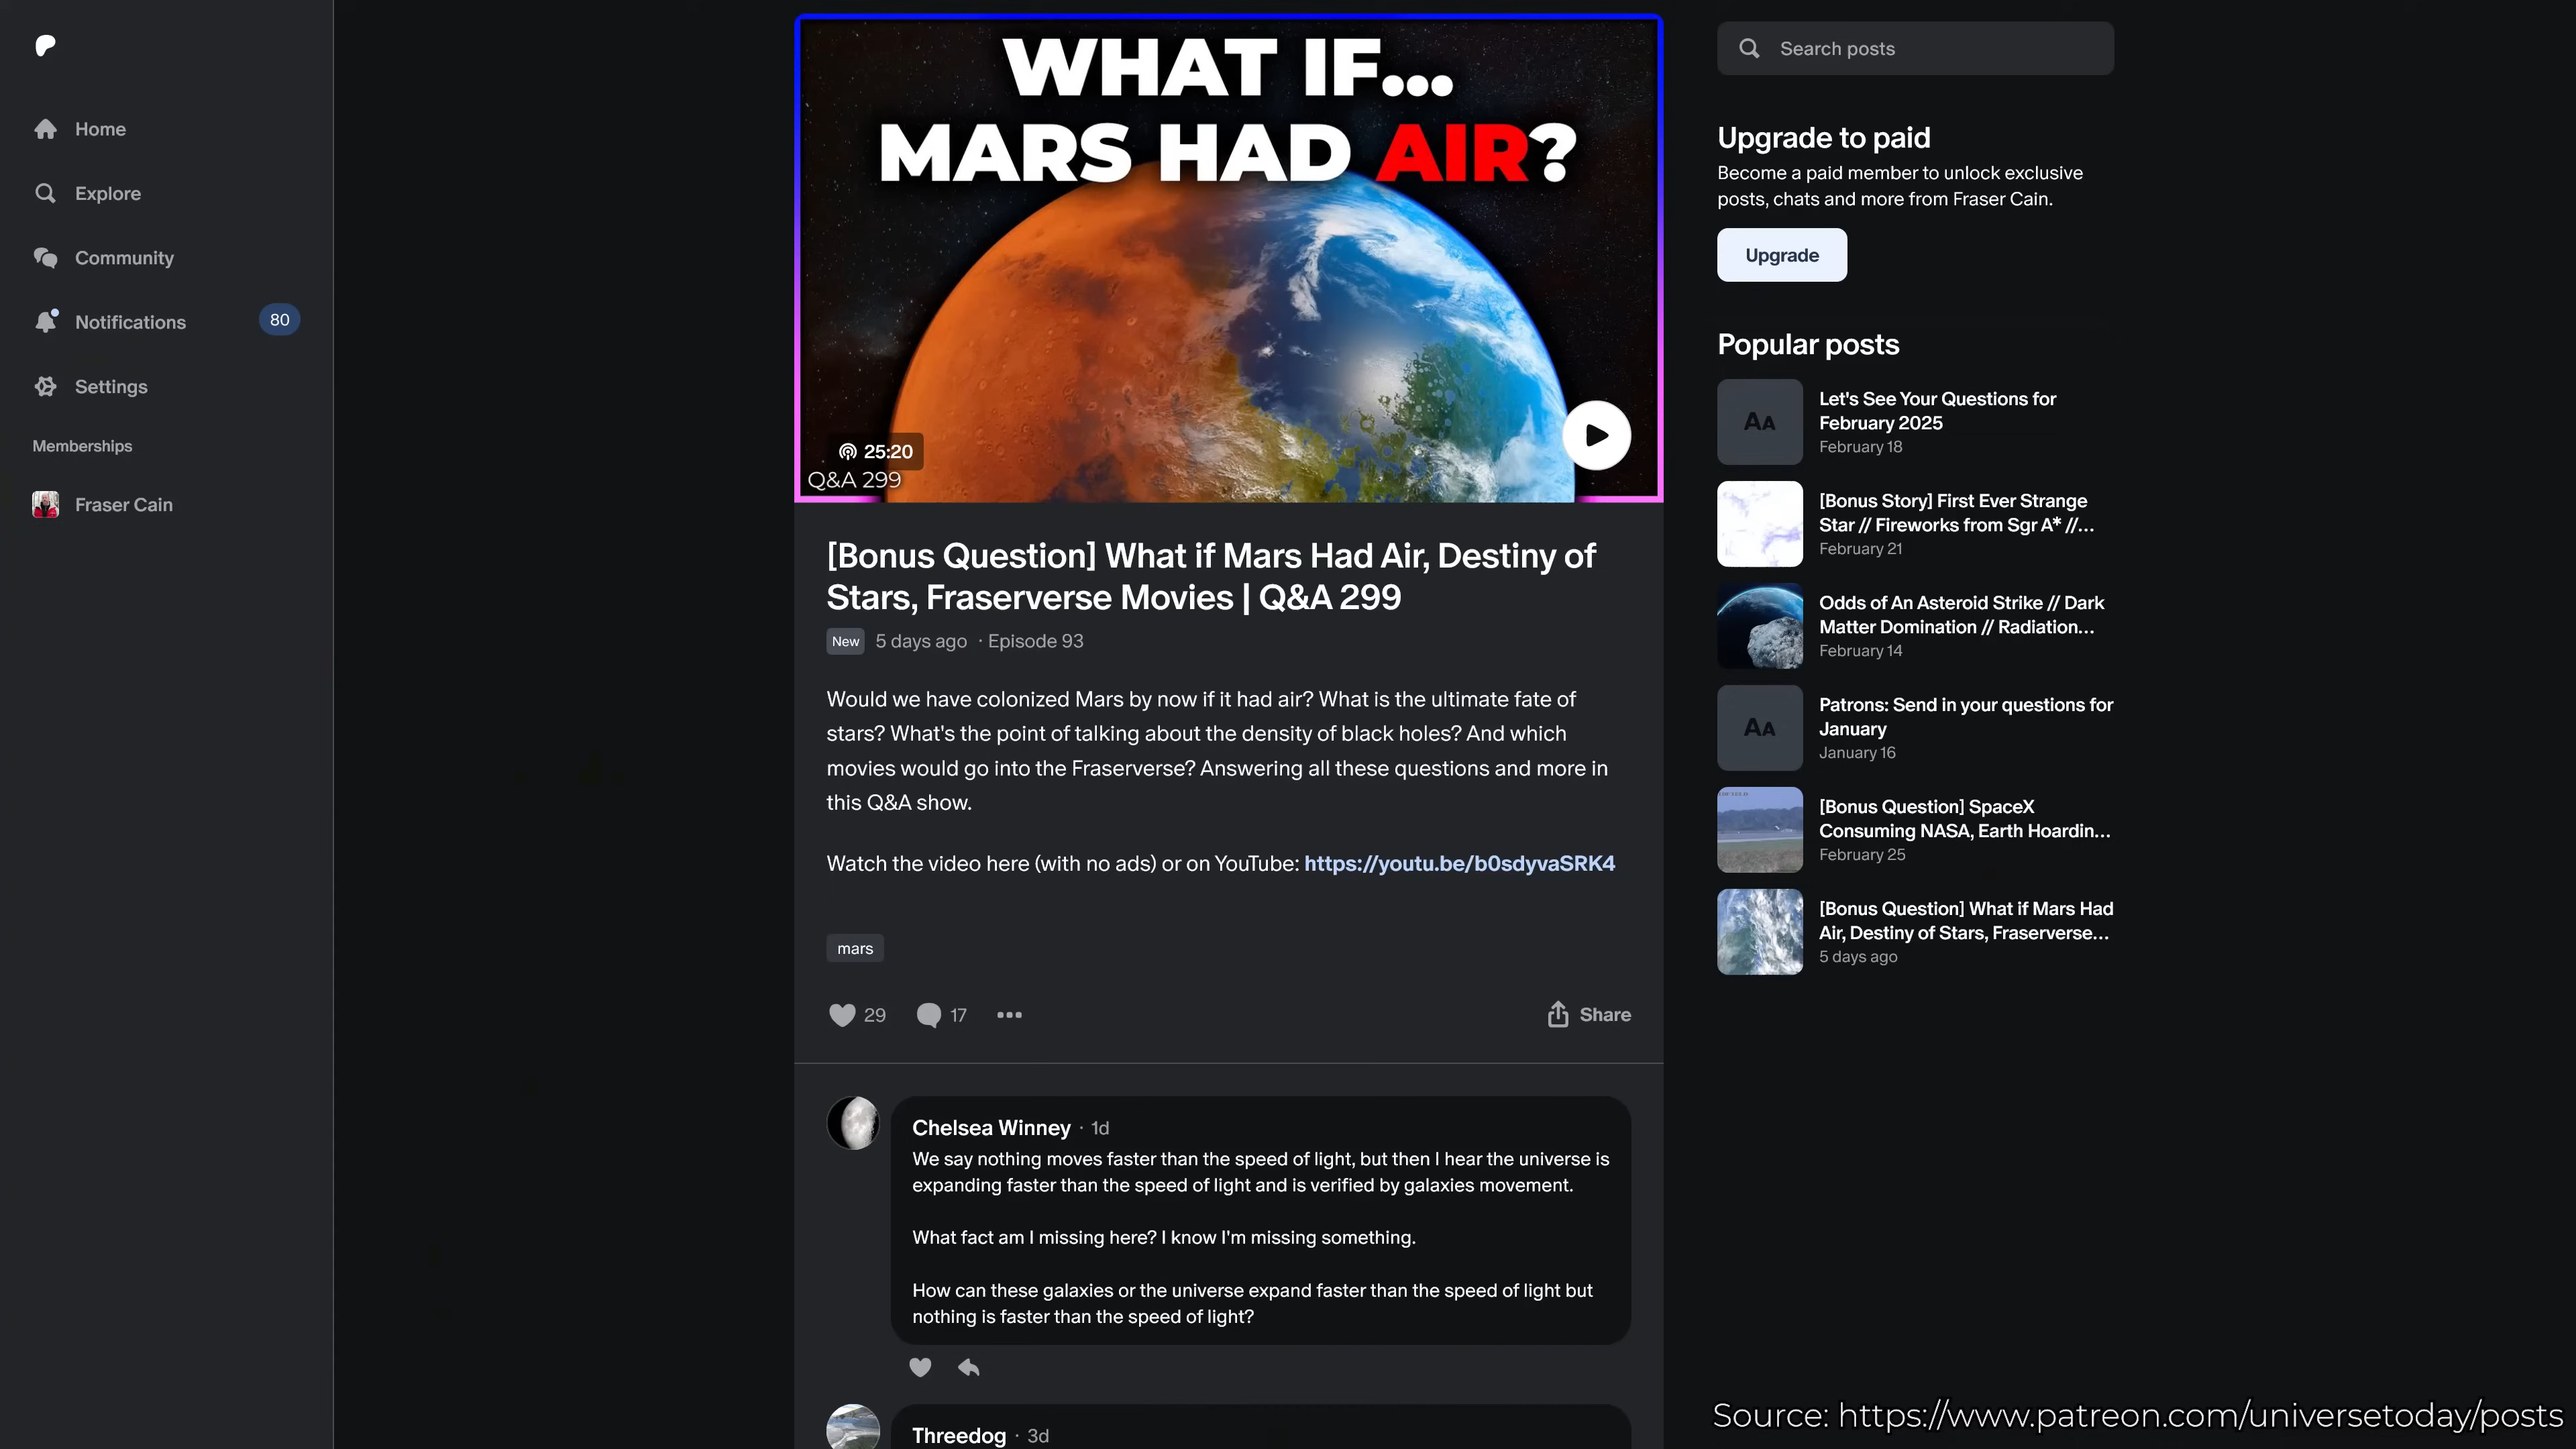 Home
Explore
Community
Notifications 80
Settings
Memberships
Fraser Cain
WHAT IF...
MARS HAD AIR?
25:20
Q&A 299
[Bonus Question] What if Mars Had Air, Destiny of
Stars, Fraserverse Movies | Q&A 299
New 5 days ago · Episode 93
Would we have colonized Mars by now if it had air? What is the ultimate fate of
stars? What's the point of talking about the density of black holes? And which
movies would go into the Fraserverse? Answering all these questions and more in
this Q&A show.
Watch the video here (with no ads) or on YouTube: https://youtu.be/b0sdyvaSRK4
mars
29 17 Share
Chelsea Winney · 1d
We say nothing moves faster than the speed of light, but then I hear the universe is
expanding faster than the speed of light and is verified by galaxies movement.
What fact am I missing here? I know I'm missing something.
How can these galaxies or the universe expand faster than the speed of light but
nothing is faster than the speed of light?
Threedog · 3d
Search posts
Upgrade to paid
Become a paid member to unlock exclusive
posts, chats and more from Fraser Cain.
Upgrade
Popular posts
AA
Let's See Your Questions for
February 2025
February 18
[Bonus Story] First Ever Strange
Star // Fireworks from Sgr A* //...
February 21
Odds of An Asteroid Strike // Dark
Matter Domination // Radiation...
February 14
AA
Patrons: Send in your questions for
January
January 16
[Bonus Question] SpaceX
Consuming NASA, Earth Hoardin...
February 25
[Bonus Question] What if Mars Had
Air, Destiny of Stars, Fraserverse...
5 days ago
Source: https://www.patreon.com/universetoday/posts